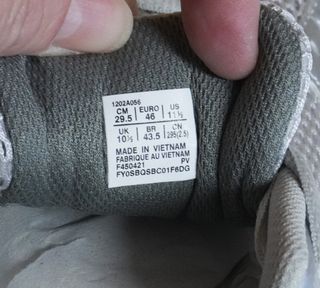 1202A056
CM EURO US
29.5 46 11½
UK BR CN
10½ 43.5 295(2.5)
MADE IN VIETNAM
FABRIQUE AU VIETNAM
F450421 PV
FY0SBQSBC01F6DG